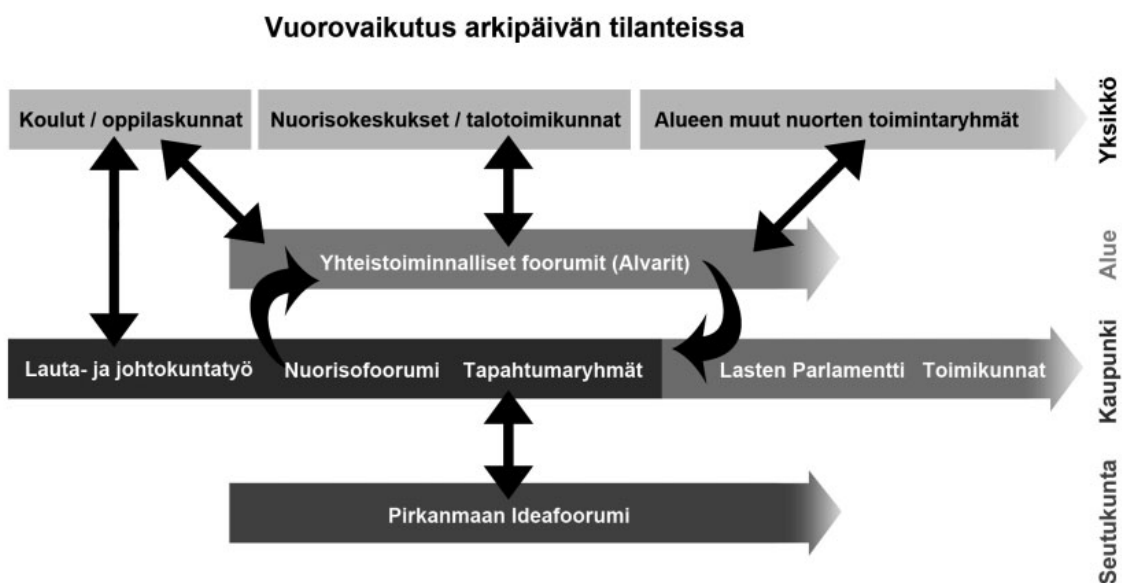 Vuorovaikutus arkipäivän tilanteissa
Koulut / oppilaskunnat
Nuorisokeskukset / talotoimikunnat
Alueen muut nuorten toimintaryhmät
Yksikkö
Yhteistoiminnalliset foorumit (Alvarit)
Alue
Lauta- ja johtokuntatyö
Nuorisofoorumi
Tapahtumaryhmät
Lasten Parlamentti
Toimikunnat
Kaupunki
Pirkanmaan Ideafoorumi
Seutukunta